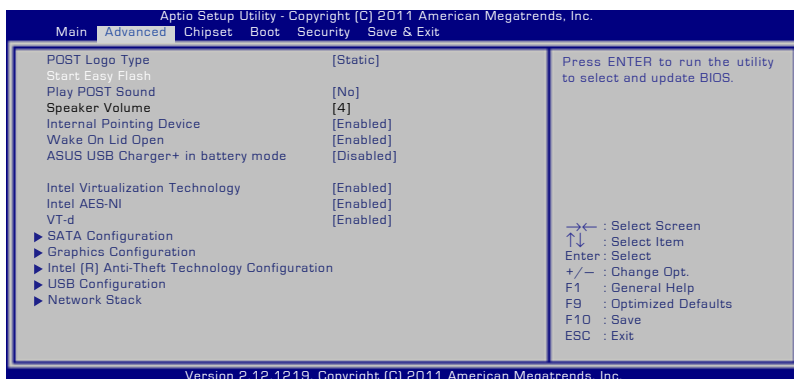 Aptio Setup Utility - Copyright (C) 2011 American Megatrends, Inc.
Main Advanced Chipset Boot Security Save & Exit
POST Logo Type [Static]
Start Easy Flash
Play POST Sound [No]
Speaker Volume [4]
Internal Pointing Device [Enabled]
Wake On Lid Open [Enabled]
ASUS USB Charger+ in battery mode [Disabled]
Intel Virtualization Technology [Enabled]
Intel AES-NI [Enabled]
VT-d [Enabled]
SATA Configuration
Graphics Configuration
Intel (R) Anti-Theft Technology Configuration
USB Configuration
Network Stack
Press ENTER to run the utility
to select and update BIOS.
→← : Select Screen
↑↓ : Select Item
Enter : Select
+/— : Change Opt.
F1 : General Help
F9 : Optimized Defaults
F10 : Save
ESC : Exit
Version 2.12.1219. Copyright (C) 2011 American Megatrends, Inc.